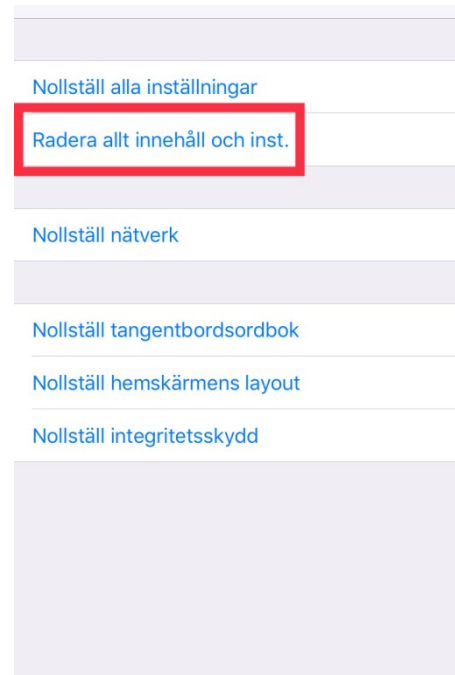 Nollställ alla inställningar
Radera allt innehåll och inst.
Nollställ nätverk
Nollställ tangentbordsordbok
Nollställ hemskärmens layout
Nollställ integritetsskydd